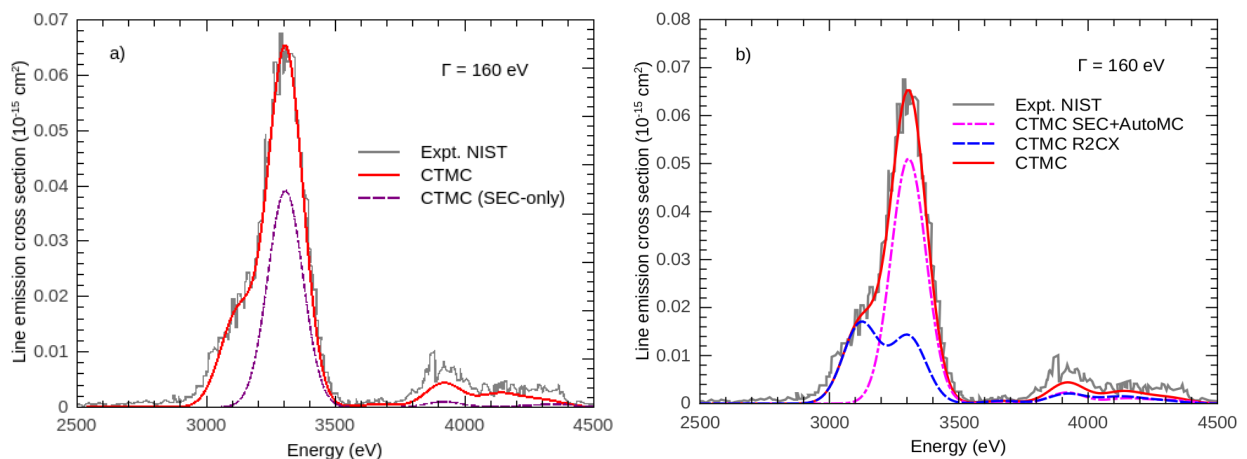 0.07
a)
Γ = 160 eV
0.06
0.05
Expt. NIST
CTMC
CTMC (SEC-only)
0.04
0.03
0.02
0.01
0
Line emission cross section (10⁻¹⁵ cm²)
2500 3000 3500 4000 4500
Energy (eV)
0.08
b)
Γ = 160 eV
0.07
Expt. NIST
CTMC SEC+AutoMC
CTMC R2CX
CTMC
0.06
0.05
0.04
0.03
0.02
0.01
0
Line emission cross section (10⁻¹⁵ cm²)
2500 3000 3500 4000 4500
Energy (eV)